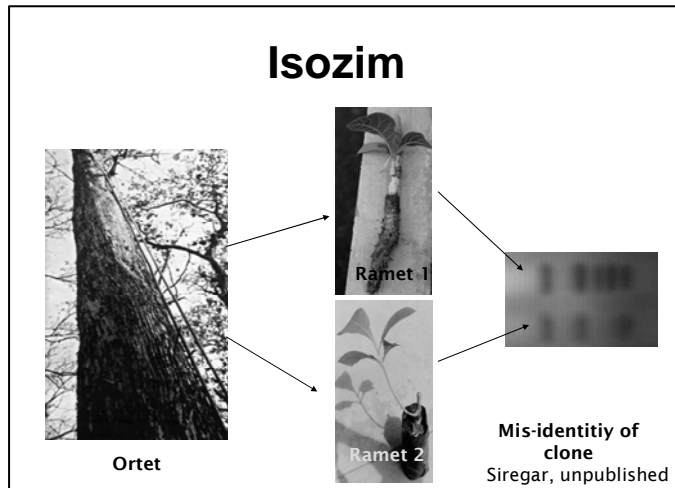 Isozim
Ramet 1
Ramet 2
Ortet
Mis-identitiy of
clone
Siregar, unpublished